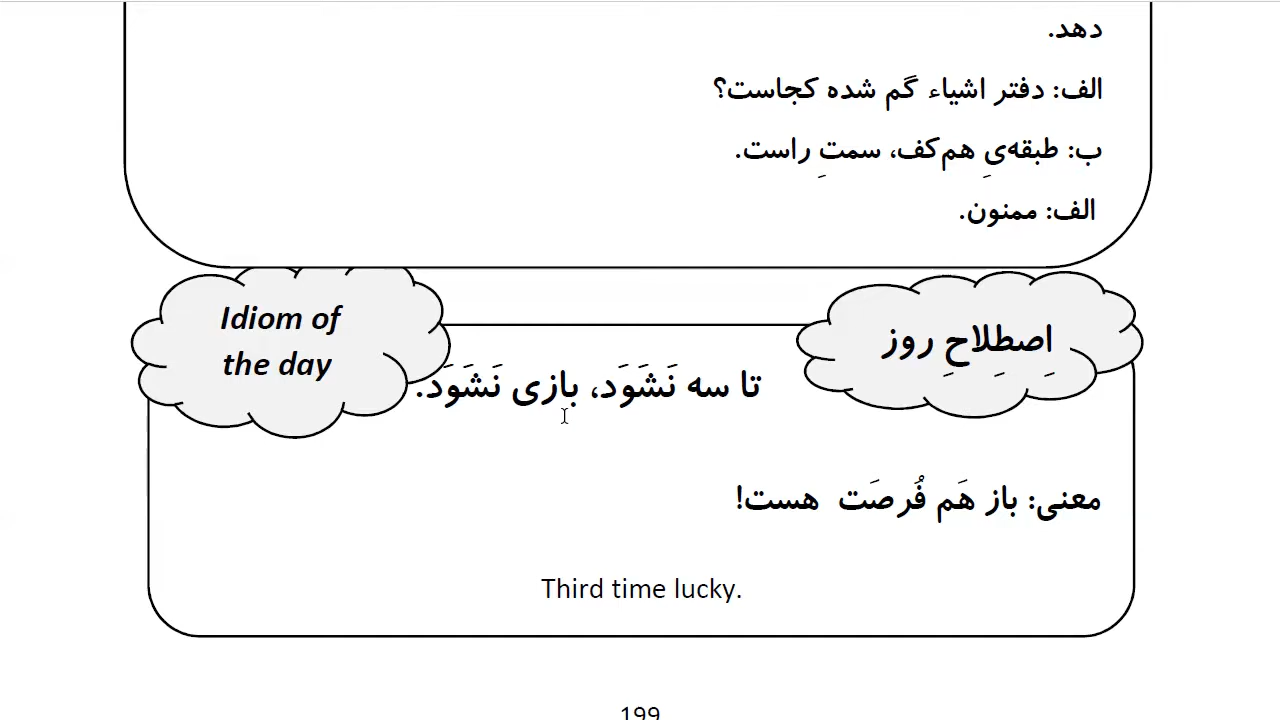 دهد.
الف: دفتر اشیاء گم شده کجاست؟
ب: طبقه‌یِ هم‌کف، سمتِ راست.
الف: ممنون.
اصطلاحِ روز
Idiom of
the day
تا سه نَشَوَد، بازی نَشَوَد.
معنی: باز هَم فُرصَت هست!
Third time lucky.
199